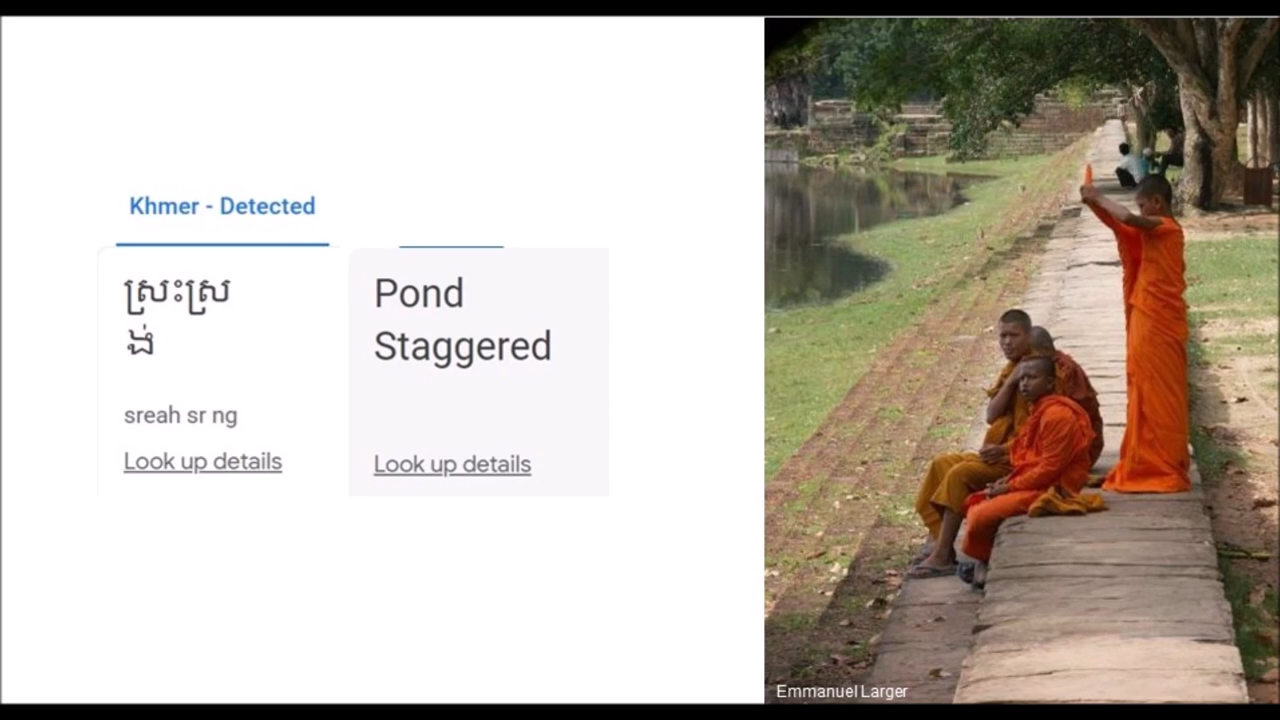 Khmer - Detected
ស្រះស្រ
ង់
sreah sr ng
Look up details
Pond
Staggered
Look up details
Emmanuel Larger